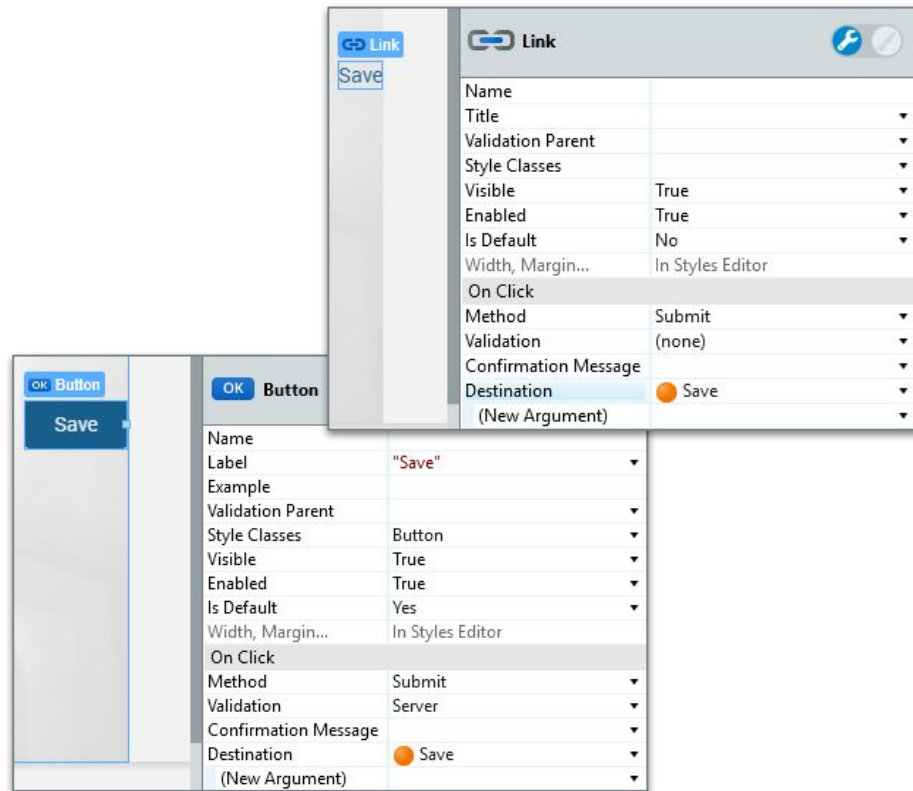 Link
Save
Link
Name
Title
Validation Parent
Style Classes
Visible True
Enabled True
Is Default No
Width, Margin... In Styles Editor
On Click
Method Submit
Validation (none)
Confirmation Message
Destination Save
(New Argument)
OK Button
Save
OK Button
Name
Label "Save"
Example
Validation Parent
Style Classes Button
Visible True
Enabled True
Is Default Yes
Width, Margin... In Styles Editor
On Click
Method Submit
Validation Server
Confirmation Message
Destination Save
(New Argument)